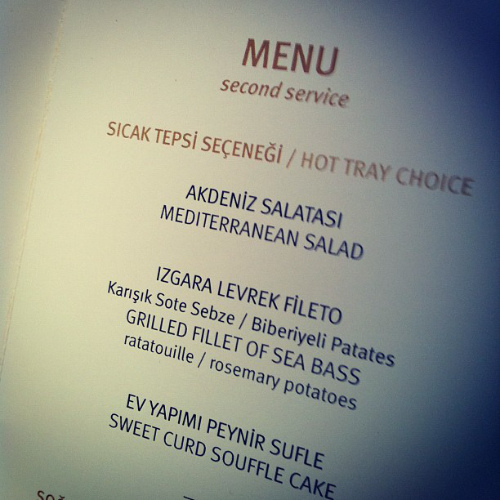 MENU
second service
SICAK TEPSİ SEÇENEĞİ / HOT TRAY CHOICE
AKDENİZ SALATASI
MEDITERRANEAN SALAD
IZGARA LEVREK FİLETO
Karışık Sote Sebze / Biberiyeli Patates
GRILLED FILLET OF SEA BASS
ratatouille / rosemary potatoes
EV YAPIMI PEYNİR SUFLE
SWEET CURD SOUFFLE CAKE